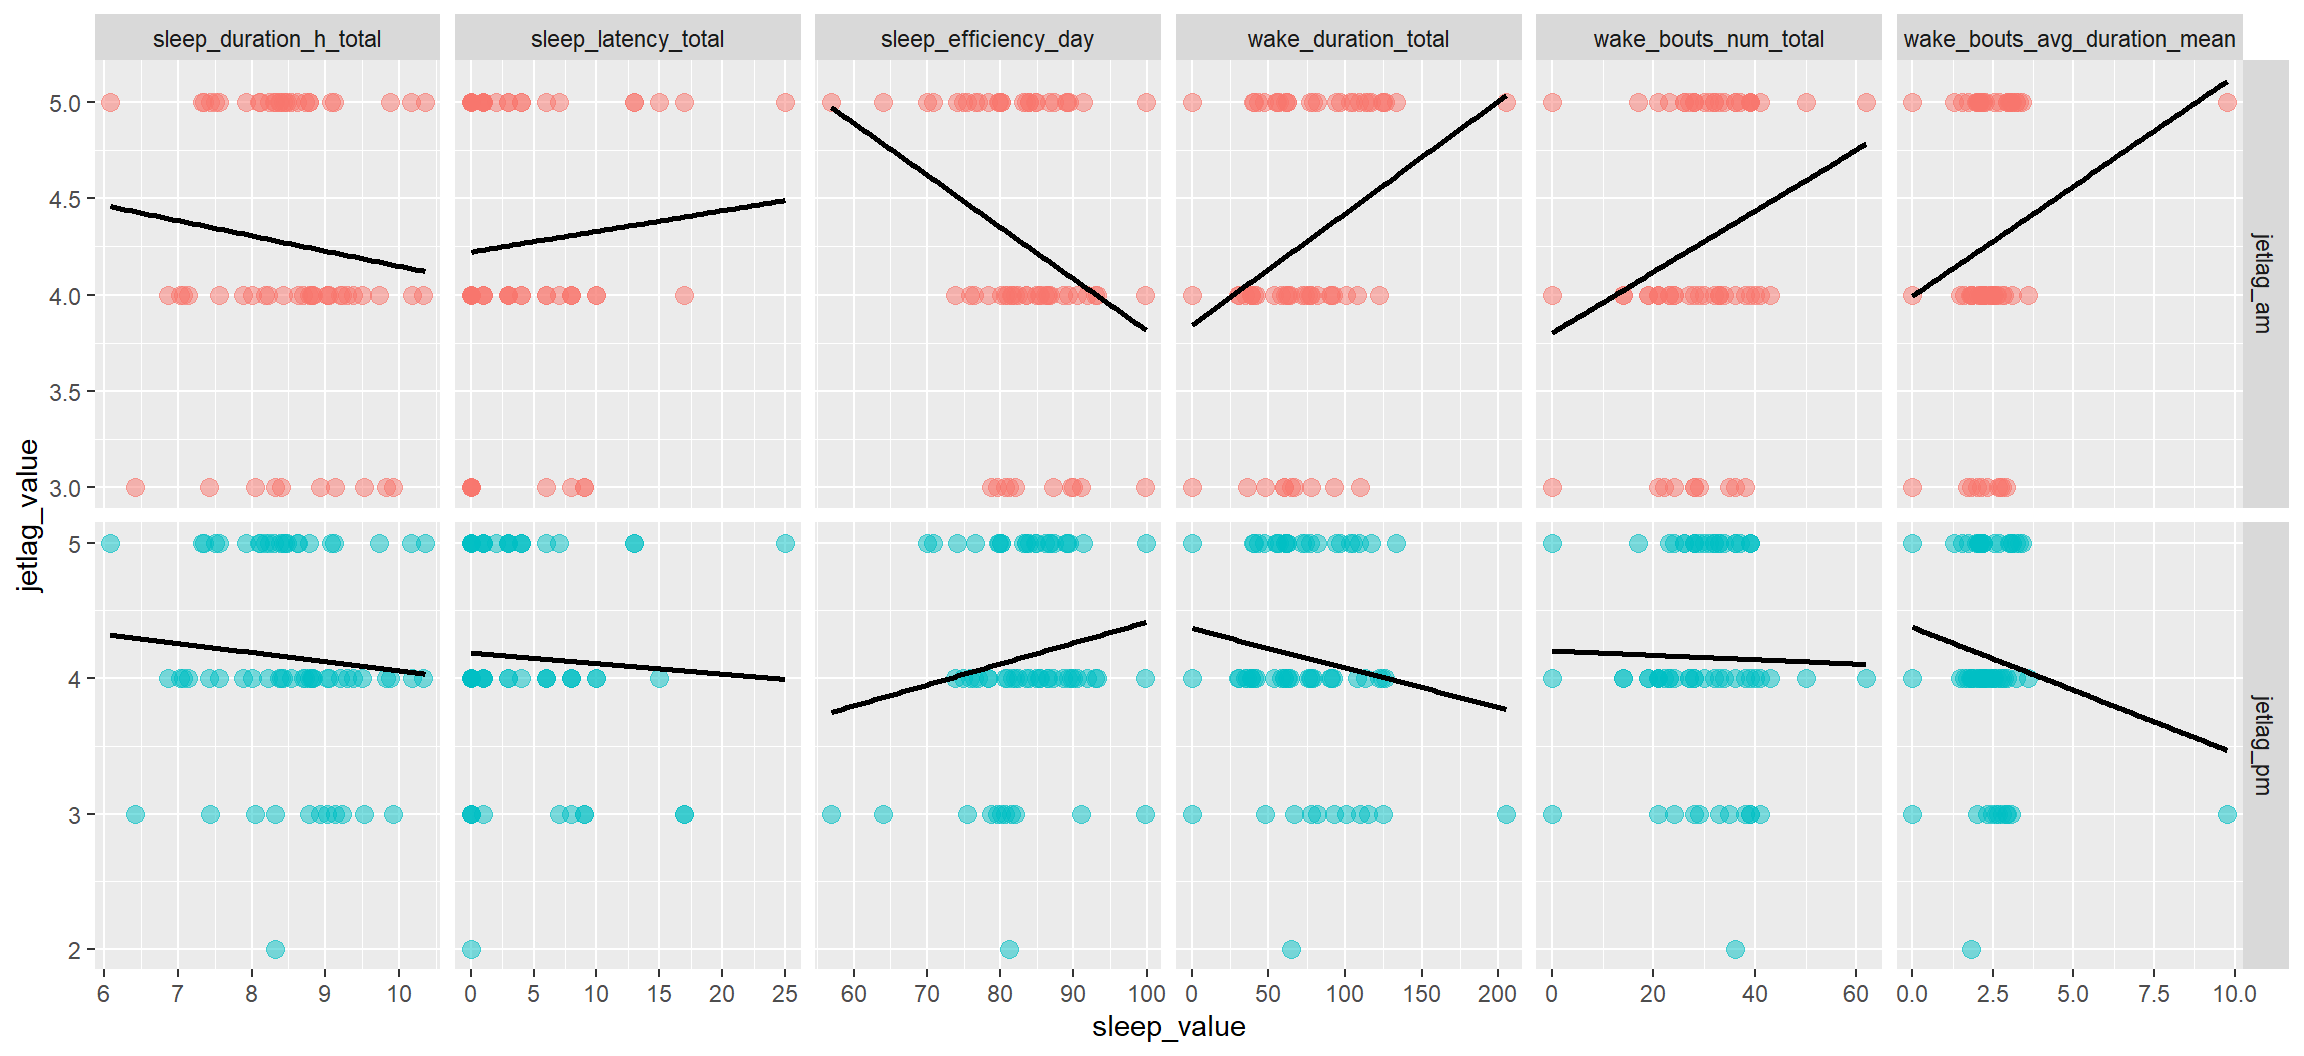 sleep_duration_h_total sleep_latency_total sleep_efficiency_day wake_duration_total wake_bouts_num_total wake_bouts_avg_duration_mean
5.0
4.5
4.0
3.5
3.0
jetlag_am
jetlag_value
5
4
3
2
jetlag_pm
6 7 8 9 10 0 5 10 15 20 25 60 70 80 90 100 0 50 100 150 200 0 20 40 60 0.0 2.5 5.0 7.5 10.0
sleep_value